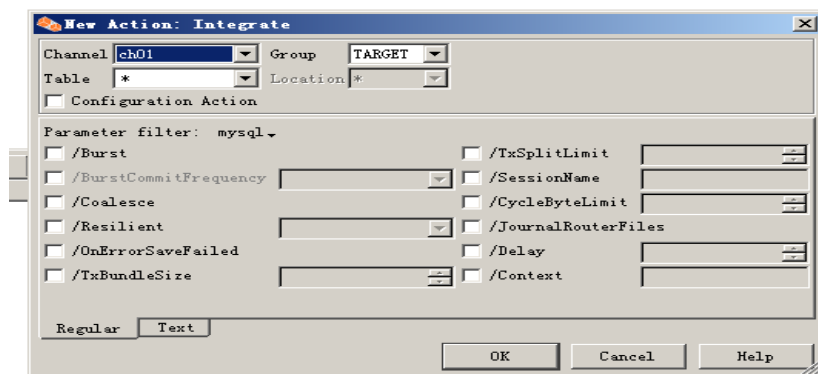 New Action: Integrate
Channel ch01 Group TARGET
Table * Location *
Configuration Action
Parameter filter: mysql
/Burst /TxSplitLimit
/BurstCommitFrequency /SessionName
/Coalesce /CycleByteLimit
/Resilient /JournalRouterFiles
/OnErrorSaveFailed /Delay
/TxBundleSize /Context
Regular Text
OK Cancel Help